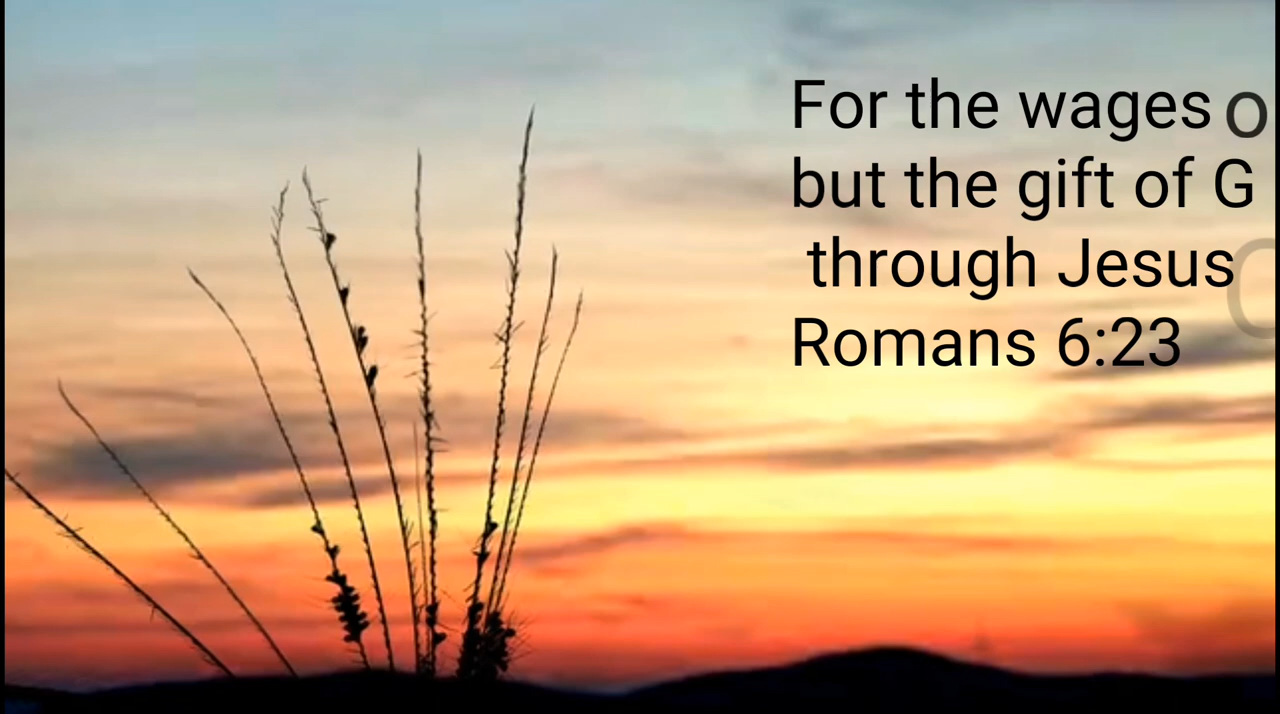 For the wages o
but the gift of G
through Jesus C
Romans 6:23